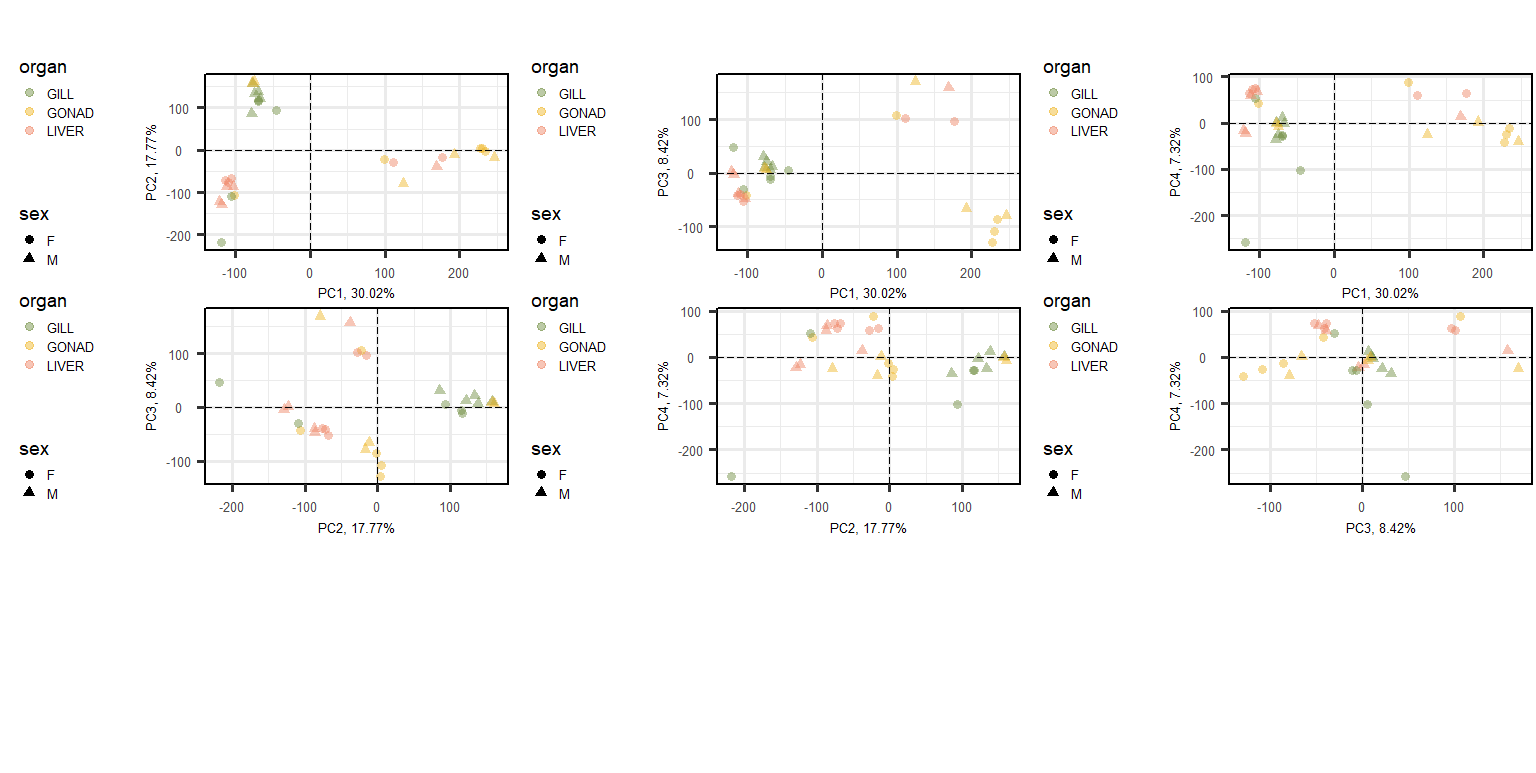 organ
GILL
GONAD
LIVER
sex
F
M
PC2, 17.77%
100
0
-100
-200
-100
0
100
200
PC1, 30.02%
organ
GILL
GONAD
LIVER
sex
F
M
PC3, 8.42%
100
0
-100
-100
0
100
200
PC1, 30.02%
organ
GILL
GONAD
LIVER
sex
F
M
PC4, 7.32%
100
0
-100
-200
-100
0
100
200
PC1, 30.02%
organ
GILL
GONAD
LIVER
sex
F
M
PC3, 8.42%
100
0
-100
-200
-100
0
100
PC2, 17.77%
organ
GILL
GONAD
LIVER
sex
F
M
PC4, 7.32%
100
0
-100
-200
-200
-100
0
100
PC2, 17.77%
organ
GILL
GONAD
LIVER
sex
F
M
PC4, 7.32%
100
0
-100
-200
-100
0
100
PC3, 8.42%